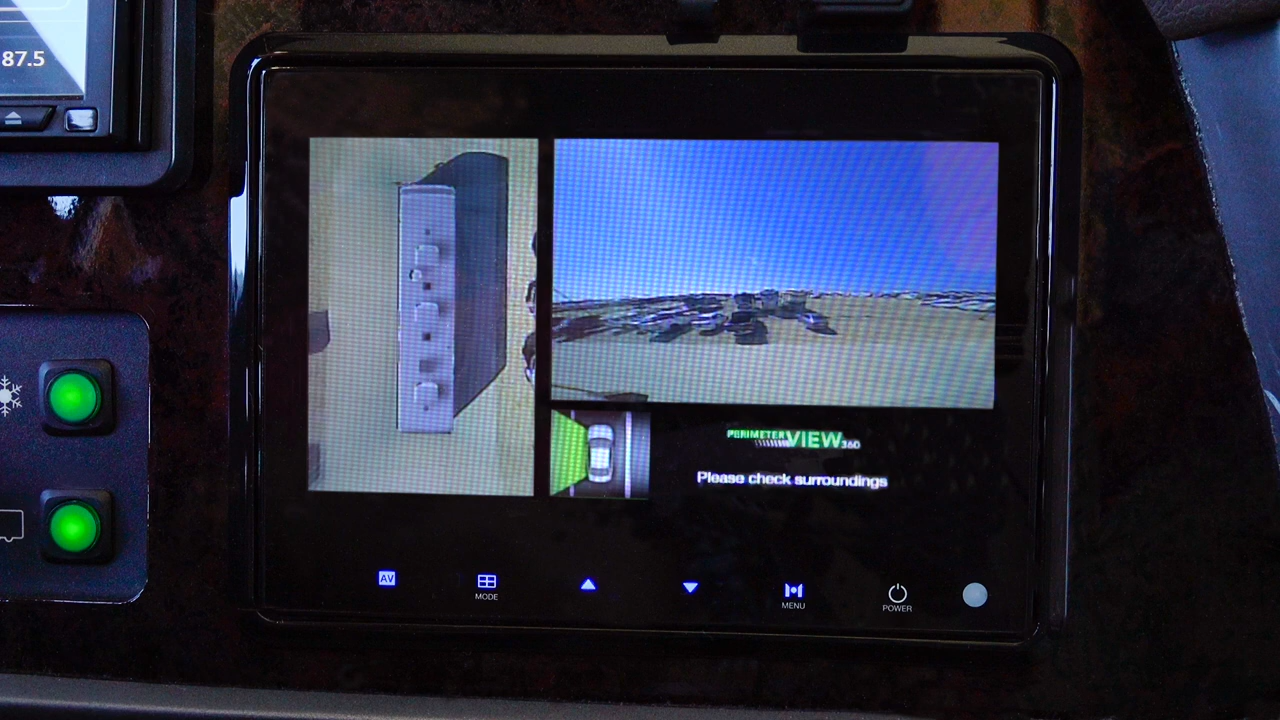 87.5
PERIMETER VIEW 360
Please check surroundings
AV
MODE
MENU
POWER